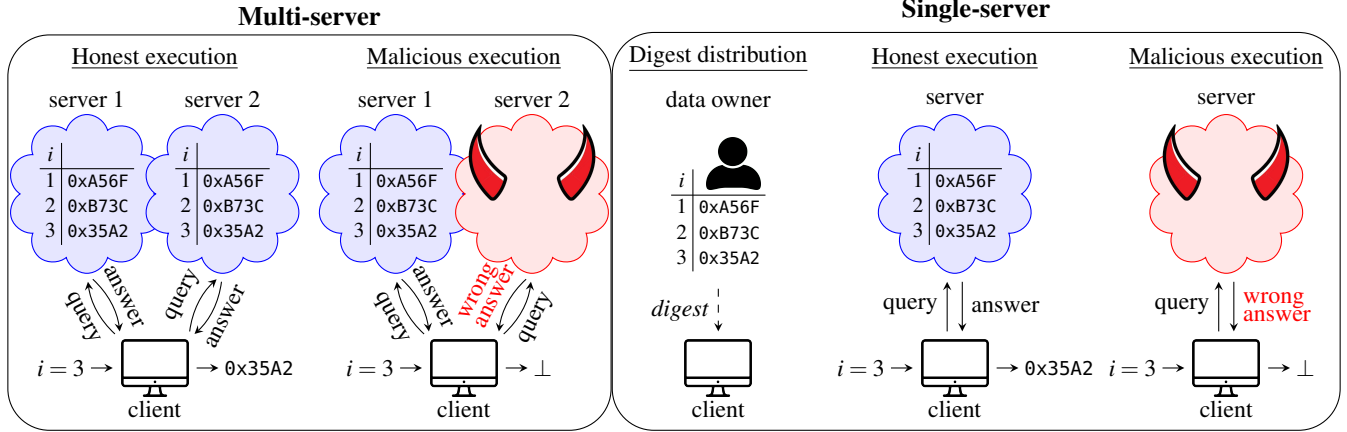 Multi-server
Honest execution
server 1
server 2
i
1 0xA56F
2 0xB73C
3 0x35A2
i
1 0xA56F
2 0xB73C
3 0x35A2
query
answer
query
answer
i = 3 → → 0x35A2
client
Malicious execution
server 1
server 2
i
1 0xA56F
2 0xB73C
3 0x35A2
query
answer
wrong
answer
query
i = 3 → → ⊥
client
Single-server
Digest distribution
data owner
i
1 0xA56F
2 0xB73C
3 0x35A2
digest
client
Honest execution
server
i
1 0xA56F
2 0xB73C
3 0x35A2
query
answer
i = 3 → → 0x35A2
client
Malicious execution
server
query
wrong
answer
i = 3 → → ⊥
client